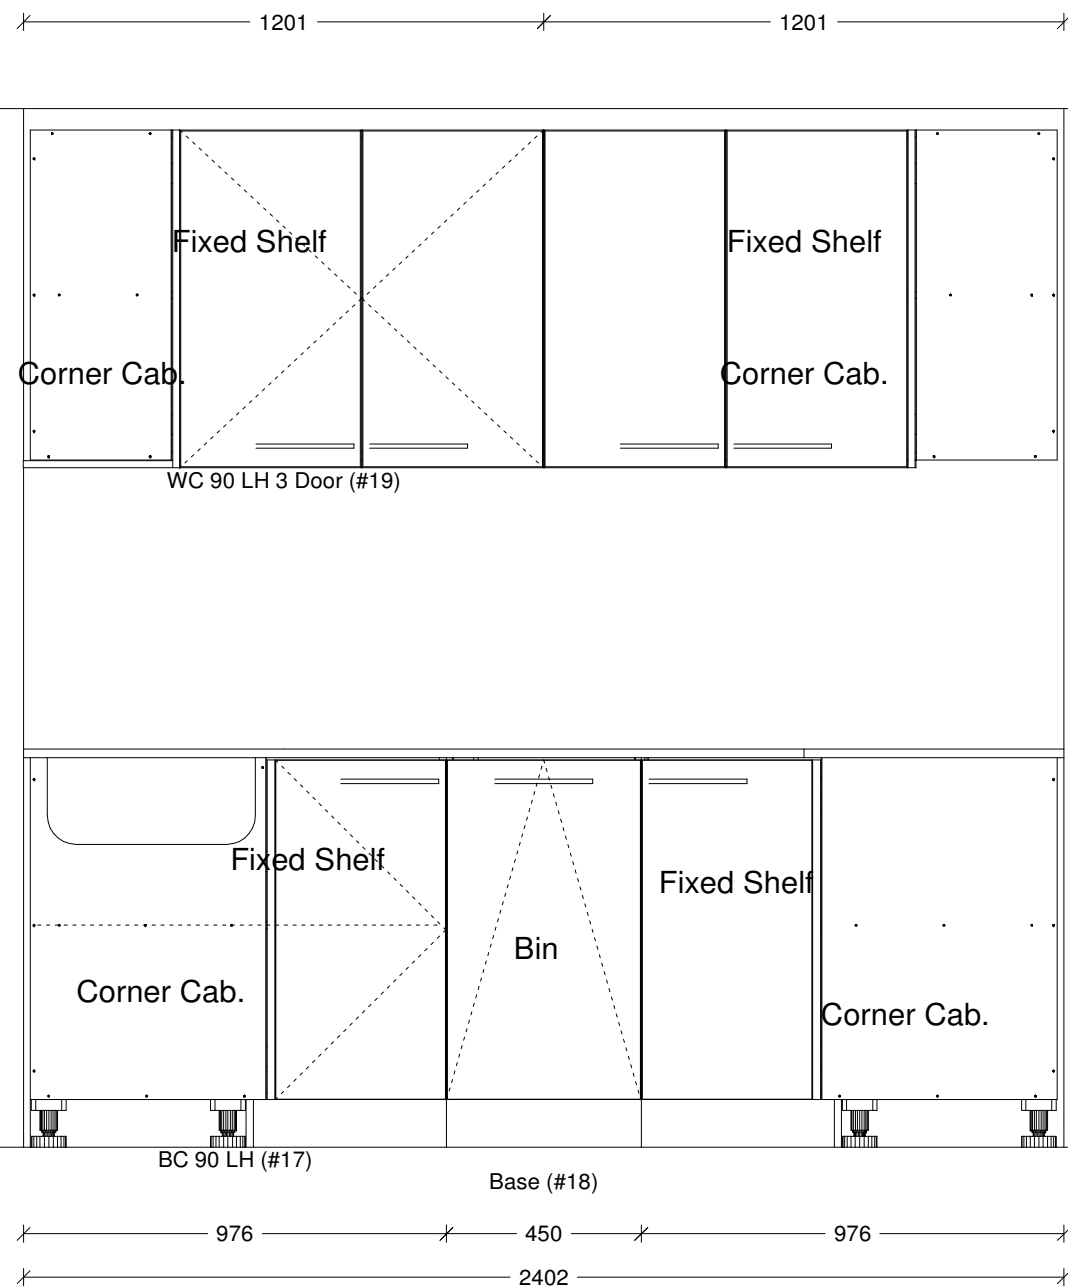 1201 1201
Fixed Shelf Fixed Shelf
Corner Cab. Corner Cab.
WC 90 LH 3 Door (#19)
Fixed Shelf
Fixed Shelf
Bin
Corner Cab.
Corner Cab.
BC 90 LH (#17)
Base (#18)
976 450 976
2402